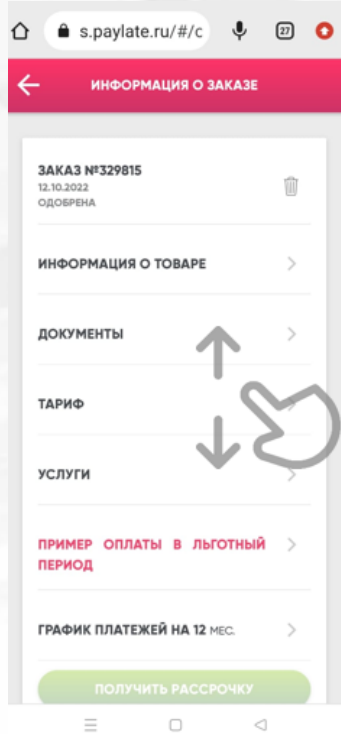 s.paylate.ru/#/c
27
ИНФОРМАЦИЯ О ЗАКАЗЕ
ЗАКАЗ №329815
12.10.2022
ОДОБРЕНА
ИНФОРМАЦИЯ О ТОВАРЕ
ДОКУМЕНТЫ
ТАРИФ
УСЛУГИ
ПРИМЕР ОПЛАТЫ В ЛЬГОТНЫЙ
ПЕРИОД
ГРАФИК ПЛАТЕЖЕЙ НА 12 МЕС.
ПОЛУЧИТЬ РАССРОЧКУ